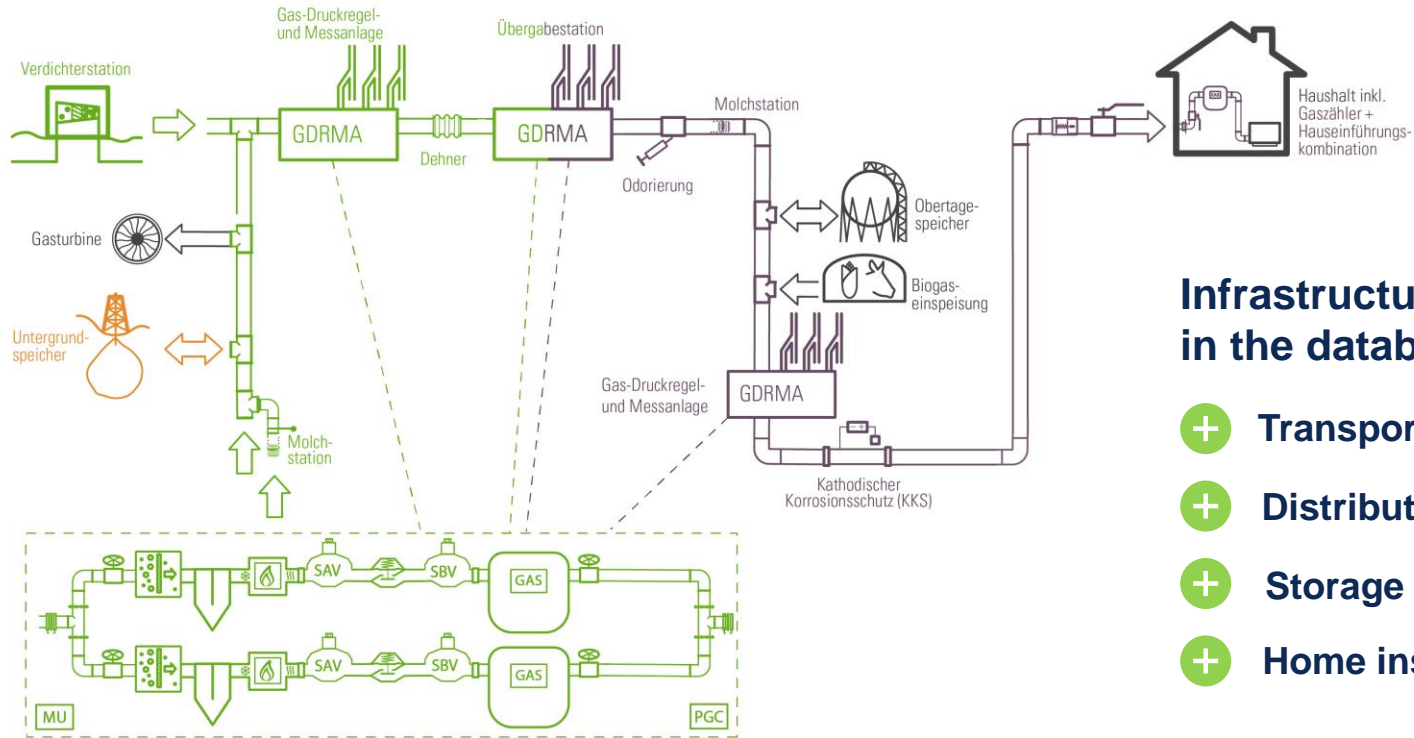 Gas-Druckregel-
und Messanlage
Übergabestation
Verdichterstation
GDRMA
Dehner
GDRMA
Odorierung
Molchstation
Haushalt inkl.
Gaszähler +
Hauseinführungs-
kombination
Gasturbine
Obertage-
speicher
Biogas-
einspeisung
Untergrund-
speicher
Molch-
station
Gas-Druckregel-
und Messanlage
GDRMA
Kathodischer
Korrosionsschutz (KKS)
SAV
SBV
GAS
SAV
SBV
GAS
MU
PGC
Infrastructu
in the datab
Transpor
Distribut
Storage
Home ins